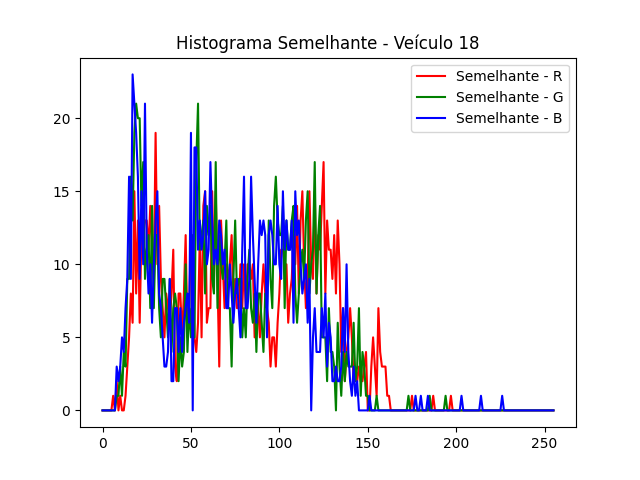 Histograma Semelhante - Veículo 18
Semelhante - R
Semelhante - G
Semelhante - B
20
15
10
5
0
0 50 100 150 200 250